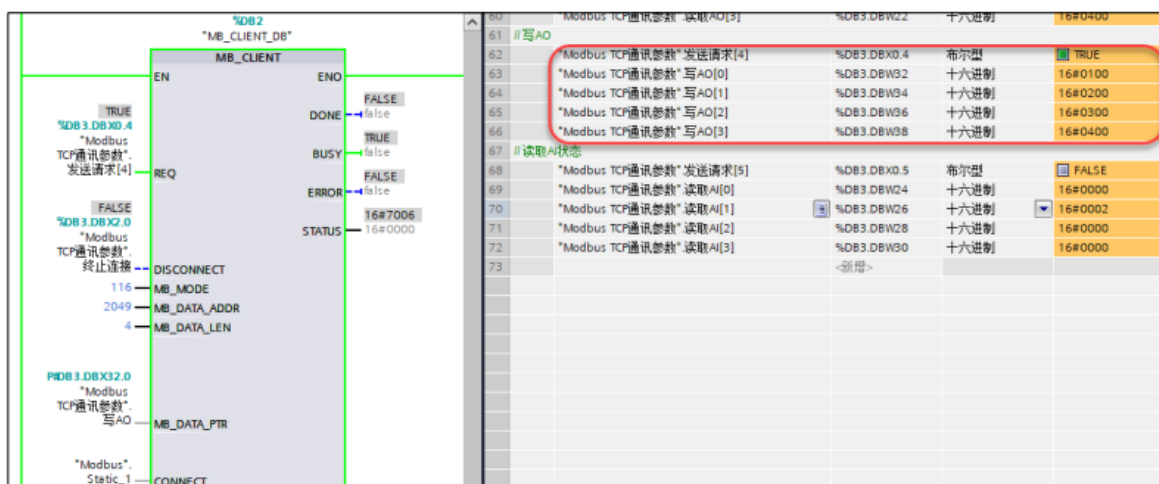 %DB2
"MB_CLIENT_DB"
MB_CLIENT
EN
ENO
FALSE
DONE
false
TRUE
%DB3.DBX0.4
"Modbus
TCP通讯参数".
发送请求[4]
REQ
TRUE
BUSY
false
FALSE
ERROR
false
16#7006
STATUS
16#0000
FALSE
%DB3.DBX2.0
"Modbus
TCP通讯参数".
终止连接
DISCONNECT
116
MB_MODE
2049
MB_DATA_ADDR
4
MB_DATA_LEN
P#DB3.DBX32.0
"Modbus
TCP通讯参数".
写AO
MB_DATA_PTR
"Modbus".
Static_1
CONNECT
60 "Modbus TCP通讯参数".读取AO[3] %DB3.DBW22 十六进制 16#0400
61 //写AO
62 "Modbus TCP通讯参数".发送请求[4] %DB3.DBX0.4 布尔型 TRUE
63 "Modbus TCP通讯参数".写AO[0] %DB3.DBW32 十六进制 16#0100
64 "Modbus TCP通讯参数".写AO[1] %DB3.DBW34 十六进制 16#0200
65 "Modbus TCP通讯参数".写AO[2] %DB3.DBW36 十六进制 16#0300
66 "Modbus TCP通讯参数".写AO[3] %DB3.DBW38 十六进制 16#0400
67 //读取AI状态
68 "Modbus TCP通讯参数".发送请求[5] %DB3.DBX0.5 布尔型 FALSE
69 "Modbus TCP通讯参数".读取AI[0] %DB3.DBW24 十六进制 16#0000
70 "Modbus TCP通讯参数".读取AI[1] %DB3.DBW26 十六进制 16#0002
71 "Modbus TCP通讯参数".读取AI[2] %DB3.DBW28 十六进制 16#0000
72 "Modbus TCP通讯参数".读取AI[3] %DB3.DBW30 十六进制 16#0000
73 <新增>